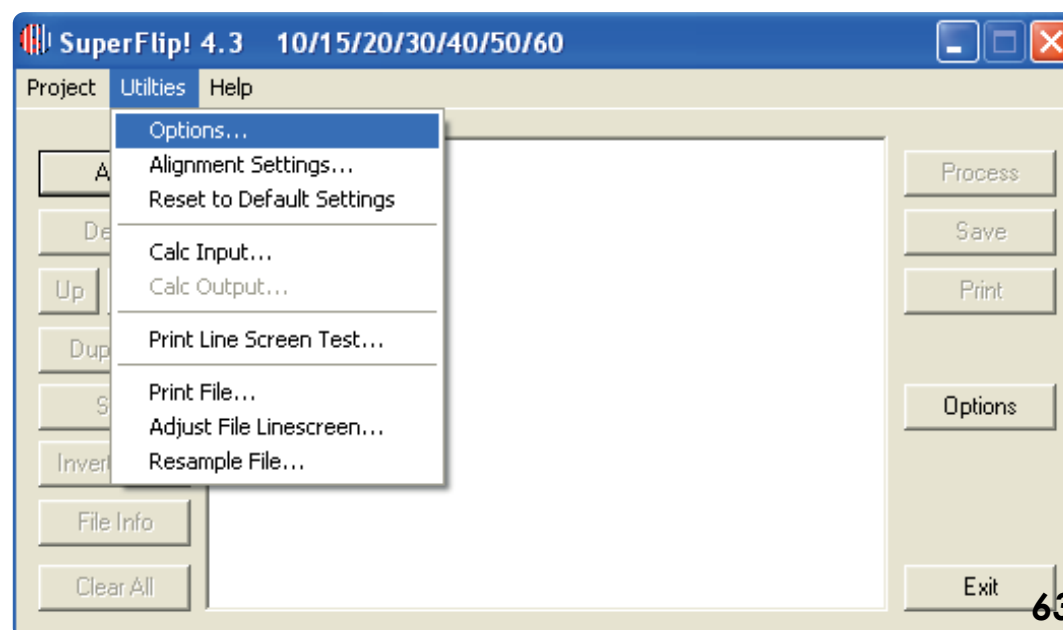 SuperFlip! 4.3 10/15/20/30/40/50/60
Project Utilties Help
Options...
Alignment Settings...
Reset to Default Settings
Calc Input...
Calc Output...
Print Line Screen Test...
Print File...
Adjust File Linescreen...
Resample File...
Up
File Info
Clear All
Process
Save
Print
Options
Exit
63